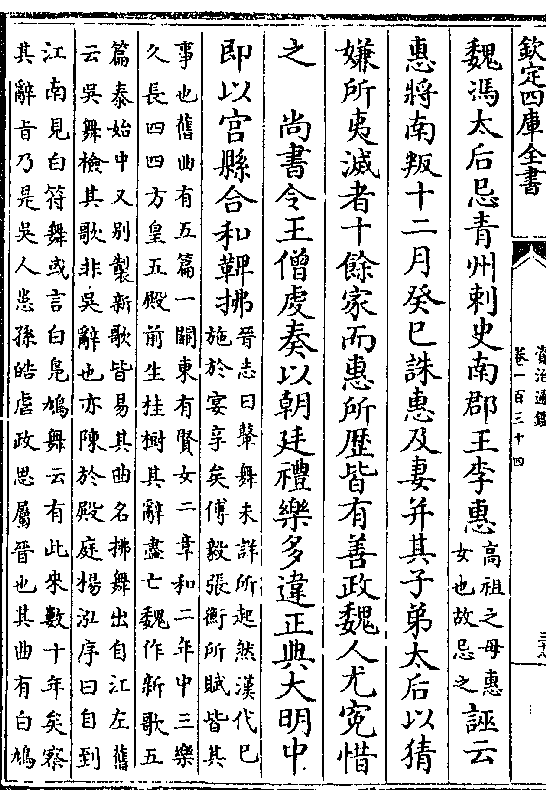 欽定四庫全書
資治通鑑
卷一百三十四
魏馮太后忌青州刺史南郡王李惠高祖之母惠女也故忌之誣云
惠將南叛十二月癸巳誅惠及妻并其子弟太后以猜
嫌所夷滅者十餘家而惠所歴皆有善政魏人尤寃惜
之　尚書令王僧虔奏以朝廷禮樂多違正典大明中
即以宫縣合和鞞拂晉志曰鞶舞未詳所起然漢代已施於宴享矣傅毅張衡所賦皆其
事也舊曲有五篇一關東有賢女二章和二年中三樂
久長四四方皇五殿前生桂樹其辭盡亡魏作新歌五
篇泰始中又别製新歌皆易其曲名拂舞出自江左舊
云吳舞檢其歌非吳辭也亦陳於殿庭楊泓序曰自到
江南見白符舞或言白鳬鳩舞云有此來數十年矣察
其辭旨乃是吳人患孫皓虐政思屬晉也其曲有白鳩